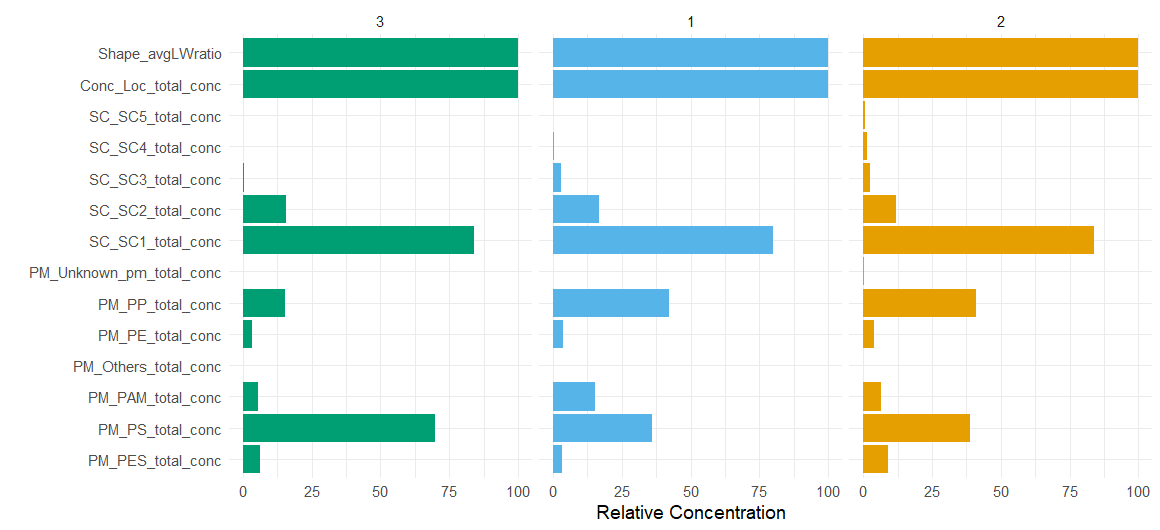 3 1 2
Shape_avgLWratio
Conc_Loc_total_conc
SC_SC5_total_conc
SC_SC4_total_conc
SC_SC3_total_conc
SC_SC2_total_conc
SC_SC1_total_conc
PM_Unknown_pm_total_conc
PM_PP_total_conc
PM_PE_total_conc
PM_Others_total_conc
PM_PAM_total_conc
PM_PS_total_conc
PM_PES_total_conc
0 25 50 75 100 0 25 50 75 100 0 25 50 75 100
Relative Concentration